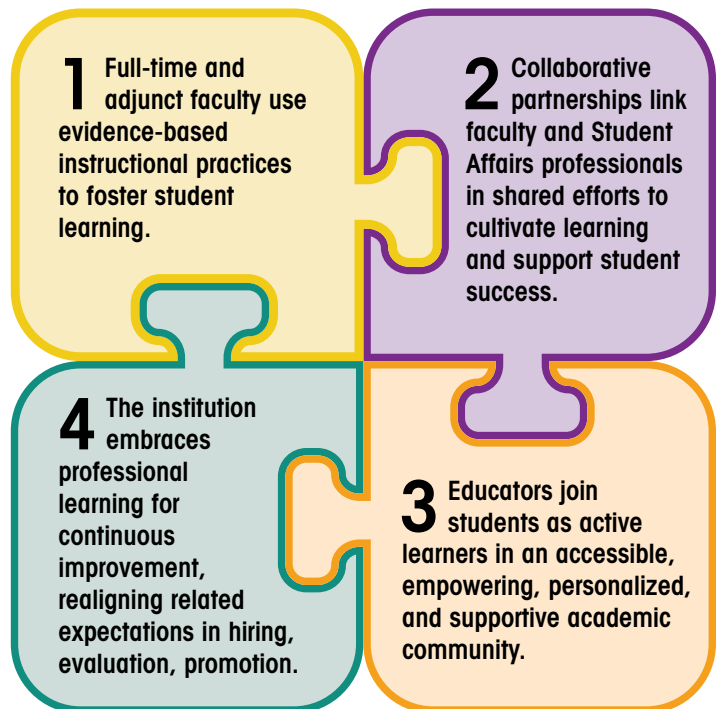 1 Full-time and
adjunct faculty use
evidence-based
instructional practices
to foster student
learning.
2 Collaborative
partnerships link
faculty and Student
Affairs professionals
in shared efforts to
cultivate learning
and support student
success.
3 Educators join
students as active
learners in an accessible,
empowering, personalized,
and supportive academic
community.
4 The institution
embraces
professional
learning for
continuous
improvement,
realigning related
expectations in hiring,
evaluation, promotion.